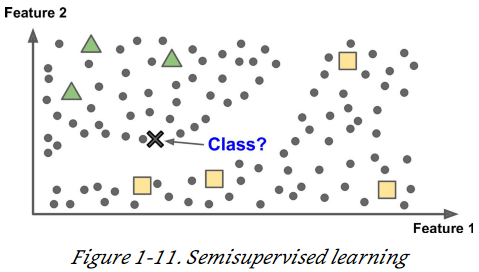 Feature 2
Class?
Feature 1
Figure 1-11. Semisupervised learning